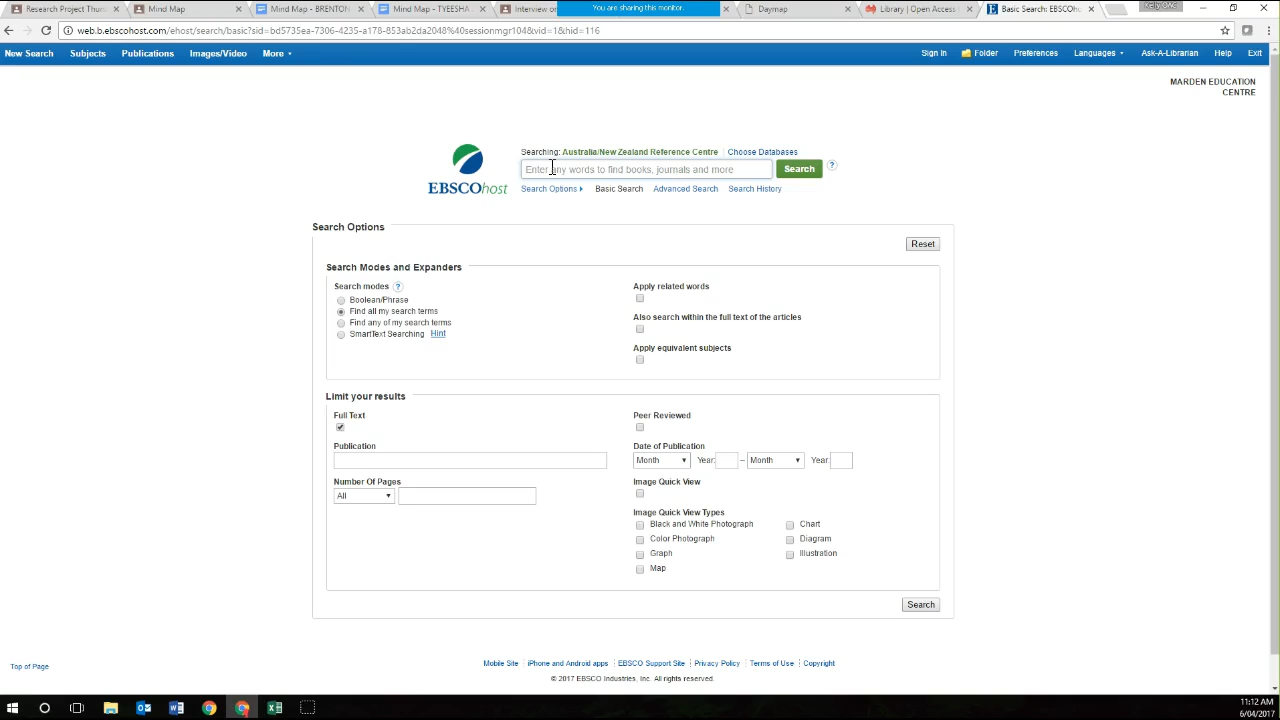 Research Project Thurs
Mind Map
Mind Map - BRENTON
Mind Map - TYEESHA
Interview or
You are sharing this monitor.
Daymap
Library | Open Access
Basic Search: EBSCOho
Kelly OAC
web.b.ebscohost.com/ehost/search/basic?sid=bd5735ea-7306-4235-a178-853ab2da2048%40sessionmgr104&vid=1&hid=116
New Search Subjects Publications Images/Video More
Sign In Folder Preferences Languages Ask-A-Librarian Help Exit
MARDEN EDUCATION
CENTRE
EBSCOhost
Searching: Australia/New Zealand Reference Centre Choose Databases
Enter any words to find books, journals and more
Search ?
Search Options Basic Search Advanced Search Search History
Search Options
Reset
Search Modes and Expanders
Search modes ?
Boolean/Phrase
Find all my search terms
Find any of my search terms
SmartText Searching Hint
Apply related words
Also search within the full text of the articles
Apply equivalent subjects
Limit your results
Full Text
Publication
Number Of Pages
All
Peer Reviewed
Date of Publication
Month Year: – Month Year:
Image Quick View
Image Quick View Types
Black and White Photograph Chart
Color Photograph Diagram
Graph Illustration
Map
Search
Top of Page
Mobile Site iPhone and Android apps EBSCO Support Site Privacy Policy Terms of Use Copyright
© 2017 EBSCO Industries, Inc. All rights reserved.
11:12 AM
6/04/2017